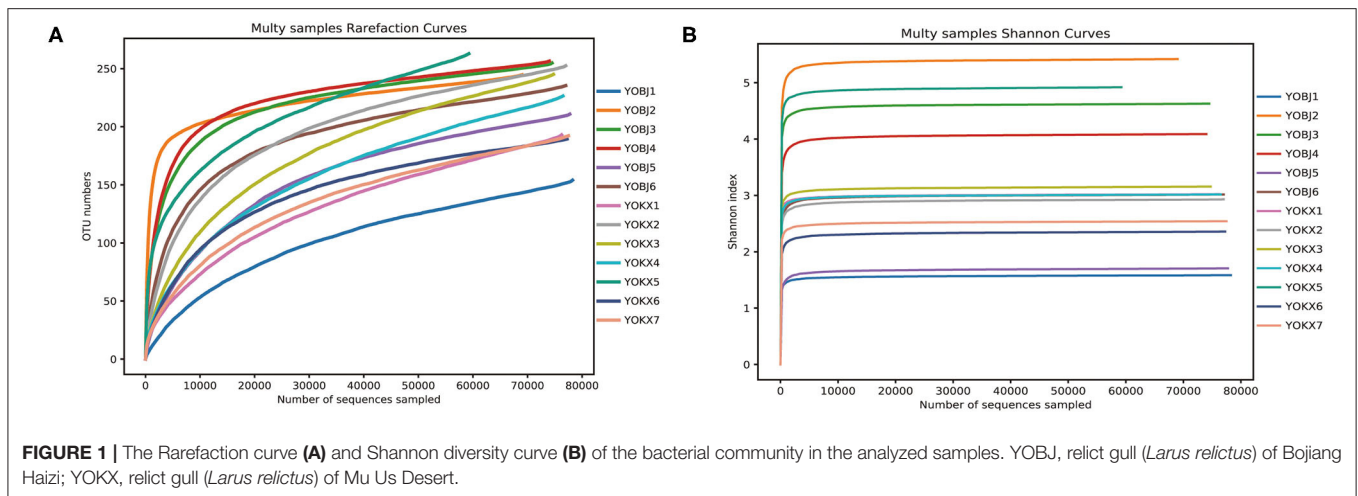 A
Multy samples Rarefaction Curves
OTU numbers
250
200
150
100
50
0
0 10000 20000 30000 40000 50000 60000 70000 80000
Number of sequences sampled
YOBJ1
YOBJ2
YOBJ3
YOBJ4
YOBJ5
YOBJ6
YOKX1
YOKX2
YOKX3
YOKX4
YOKX5
YOKX6
YOKX7
B
Multy samples Shannon Curves
Shannon index
5
4
3
2
1
0
0 10000 20000 30000 40000 50000 60000 70000 80000
Number of sequences sampled
YOBJ1
YOBJ2
YOBJ3
YOBJ4
YOBJ5
YOBJ6
YOKX1
YOKX2
YOKX3
YOKX4
YOKX5
YOKX6
YOKX7
FIGURE 1 | The Rarefaction curve (A) and Shannon diversity curve (B) of the bacterial community in the analyzed samples. YOBJ, relict gull (Larus relictus) of Bojiang
Haizi; YOKX, relict gull (Larus relictus) of Mu Us Desert.